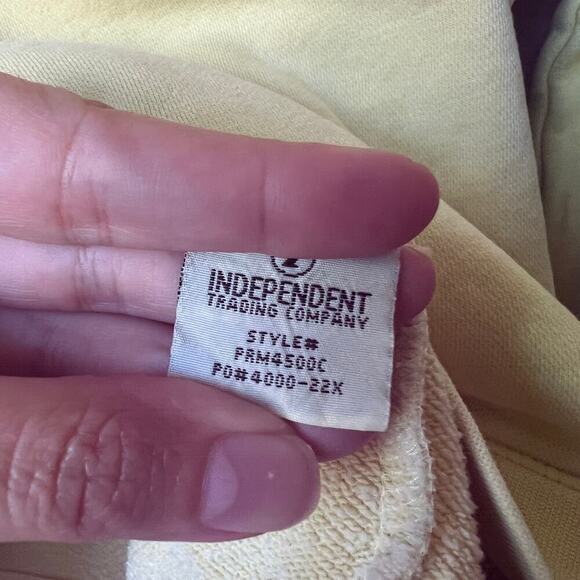 INDEPENDENT
TRADING COMPANY
STYLE#
PRM4500C
PO#4000-22X